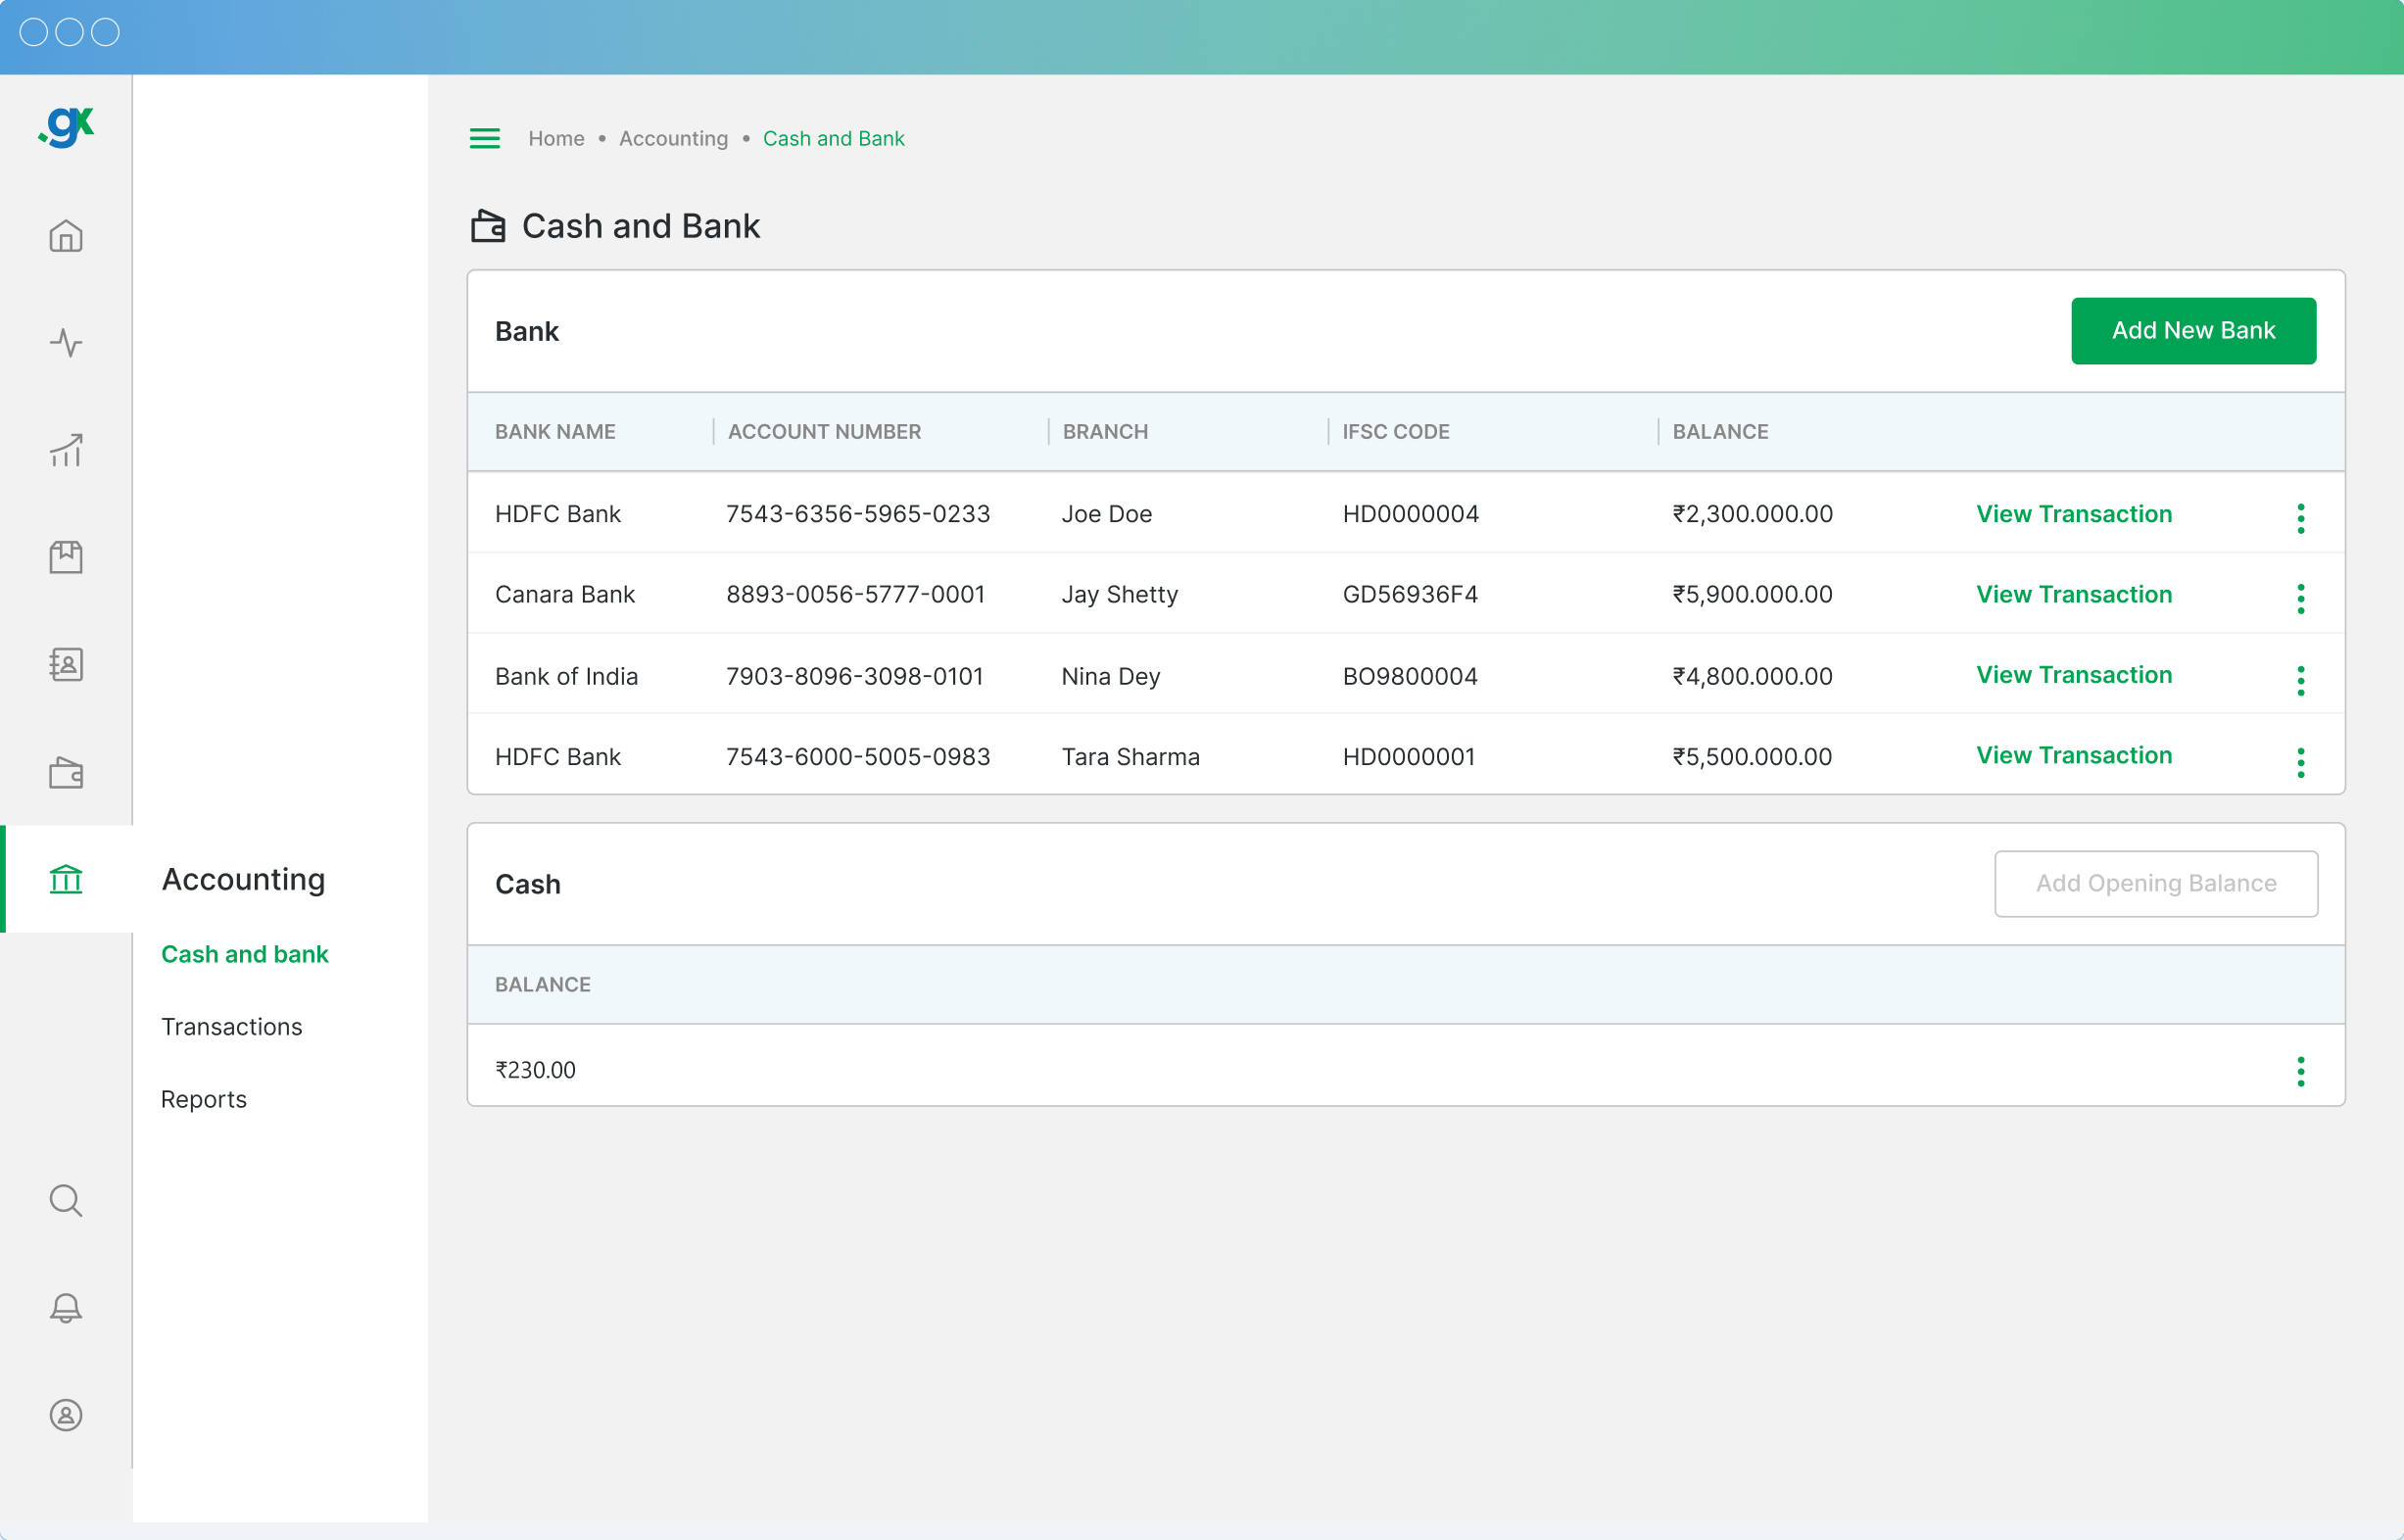 .gx
Home • Accounting • Cash and Bank
Cash and Bank
Bank
Add New Bank
BANK NAME ACCOUNT NUMBER BRANCH IFSC CODE BALANCE
HDFC Bank 7543-6356-5965-0233 Joe Doe HD0000004 ₹2,300.000.00 View Transaction
Canara Bank 8893-0056-5777-0001 Jay Shetty GD56936F4 ₹5,900.000.00 View Transaction
Bank of India 7903-8096-3098-0101 Nina Dey BO9800004 ₹4,800.000.00 View Transaction
HDFC Bank 7543-6000-5005-0983 Tara Sharma HD0000001 ₹5,500.000.00 View Transaction
Cash
Add Opening Balance
BALANCE
₹230.00
Accounting
Cash and bank
Transactions
Reports